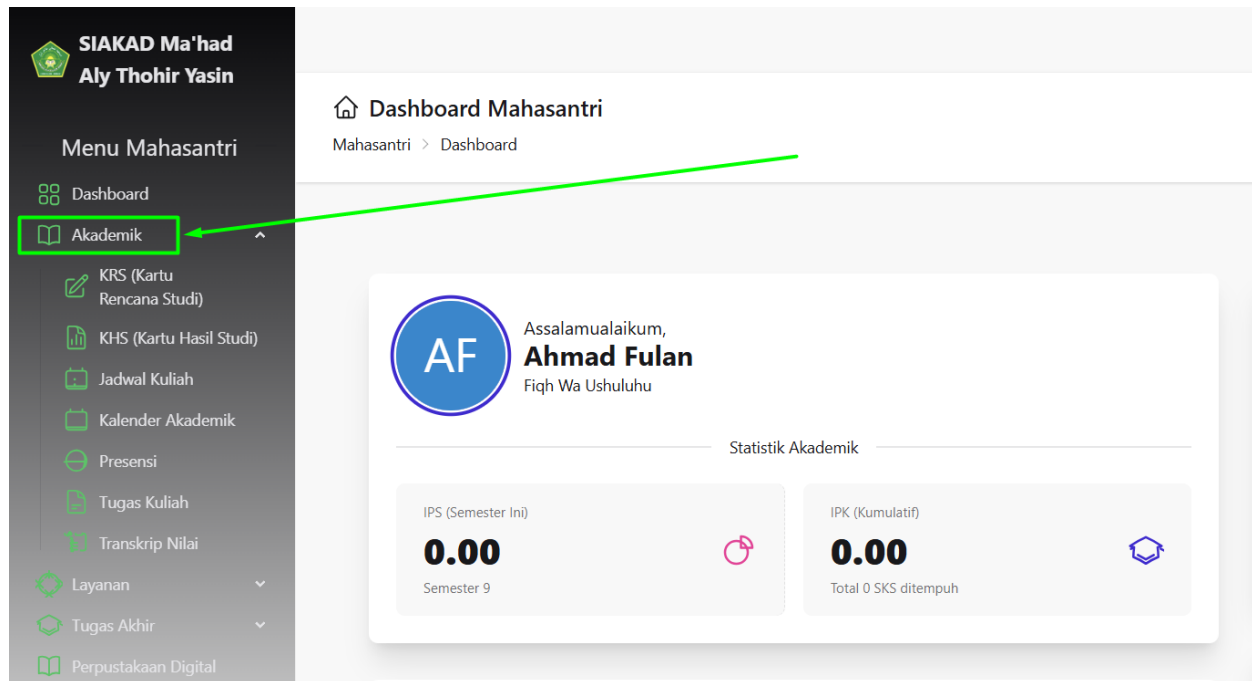 SIAKAD Ma'had
Aly Thohir Yasin
Menu Mahasantri
Dashboard
Akademik
KRS (Kartu
Rencana Studi)
KHS (Kartu Hasil Studi)
Jadwal Kuliah
Kalender Akademik
Presensi
Tugas Kuliah
Transkrip Nilai
Layanan
Tugas Akhir
Perpustakaan Digital
Dashboard Mahasantri
Mahasantri > Dashboard
AF
Assalamualaikum,
Ahmad Fulan
Fiqh Wa Ushuluhu
Statistik Akademik
IPS (Semester Ini)
0.00
Semester 9
IPK (Kumulatif)
0.00
Total 0 SKS ditempuh